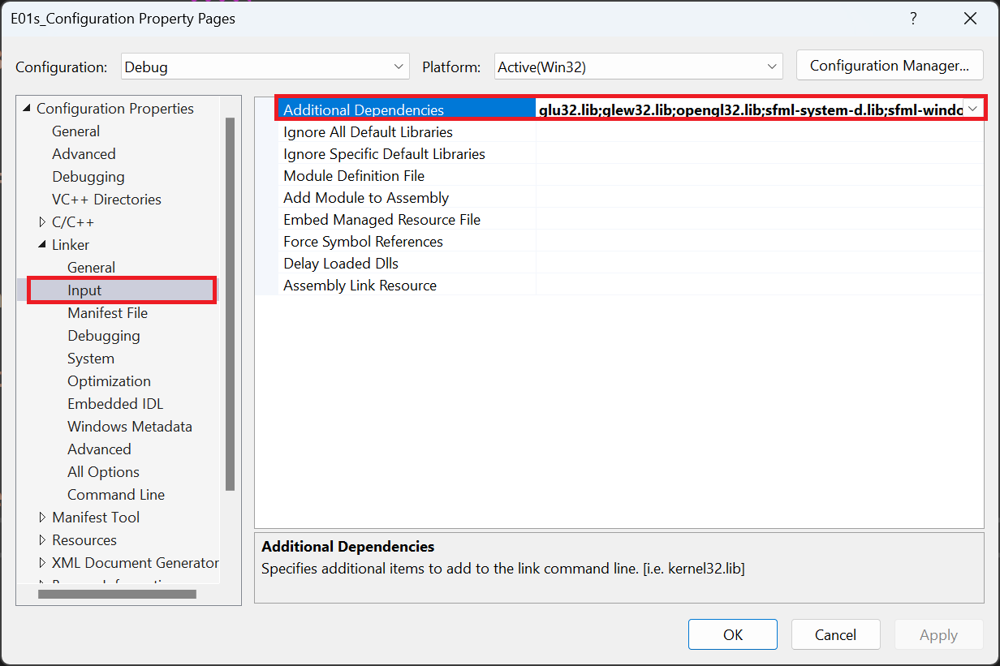 E01s_Configuration Property Pages
?
Configuration:
Debug
Platform:
Active(Win32)
Configuration Manager...
Configuration Properties
General
Advanced
Debugging
VC++ Directories
C/C++
Linker
General
Input
Manifest File
Debugging
System
Optimization
Embedded IDL
Windows Metadata
Advanced
All Options
Command Line
Manifest Tool
Resources
XML Document Generator
Additional Dependencies glu32.lib;glew32.lib;opengl32.lib;sfml-system-d.lib;sfml-windo
Ignore All Default Libraries
Ignore Specific Default Libraries
Module Definition File
Add Module to Assembly
Embed Managed Resource File
Force Symbol References
Delay Loaded Dlls
Assembly Link Resource
Additional Dependencies
Specifies additional items to add to the link command line. [i.e. kernel32.lib]
OK
Cancel
Apply